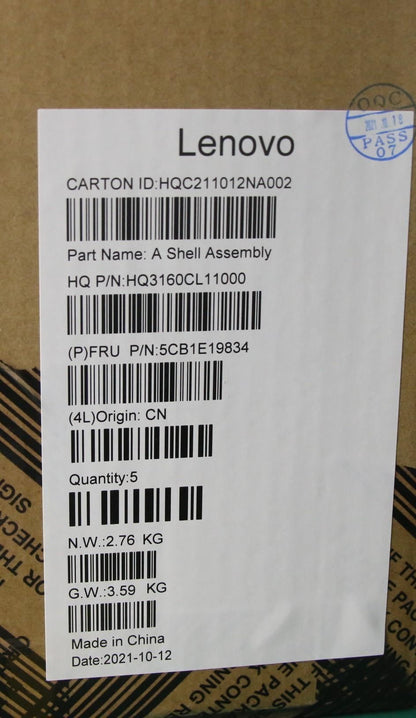 Lenovo
OQC
PASS
07
CARTON ID:HQC211012NA002
Part Name: A Shell Assembly
HQ P/N:HQ3160CL11000
(P)FRU P/N:5CB1E19834
(4L)Origin: CN
Quantity:5
N.W.:2.76 KG
G.W.:3.59 KG
Made in China
Date:2021-10-12